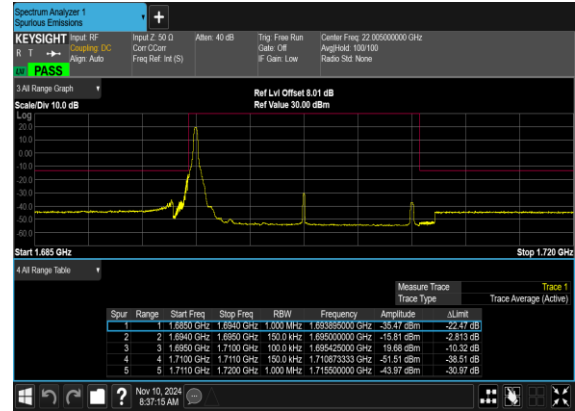 Spectrum Analyzer 1
Spurious Emissions
KEYSIGHT Input: RF Input Z: 50 Ω Atten: 40 dB Trig: Free Run Center Freq: 22.005000000 GHz
R T Coupling: DC Corr CCorr Gate: Off Avg|Hold: 100/100
Align: Auto Freq Ref: Int (S) IF Gain: Low Radio Std: None
PASS
3 All Range Graph
Ref Lvl Offset 8.01 dB
Scale/Div 10.0 dB Ref Value 30.00 dBm
Log
20.0
10.0
0.00
-10.0
-20.0
-30.0
-40.0
-50.0
-60.0
Start 1.685 GHz Stop 1.720 GHz
4 All Range Table
Measure Trace Trace 1
Trace Type Trace Average (Active)
Spur Range Start Freq Stop Freq RBW Frequency Amplitude ΔLimit
1 1 1.6850 GHz 1.6940 GHz 1.000 MHz 1.693895000 GHz -35.47 dBm -22.47 dB
2 2 1.6940 GHz 1.6950 GHz 150.0 kHz 1.695000000 GHz -15.81 dBm -2.813 dB
3 3 1.6950 GHz 1.7100 GHz 100.0 kHz 1.695425000 GHz 19.68 dBm -10.32 dB
4 4 1.7100 GHz 1.7110 GHz 150.0 kHz 1.710873333 GHz -51.51 dBm -38.51 dB
5 5 1.7110 GHz 1.7200 GHz 1.000 MHz 1.715500000 GHz -43.97 dBm -30.97 dB
? Nov 10, 2024
8:37:15 AM